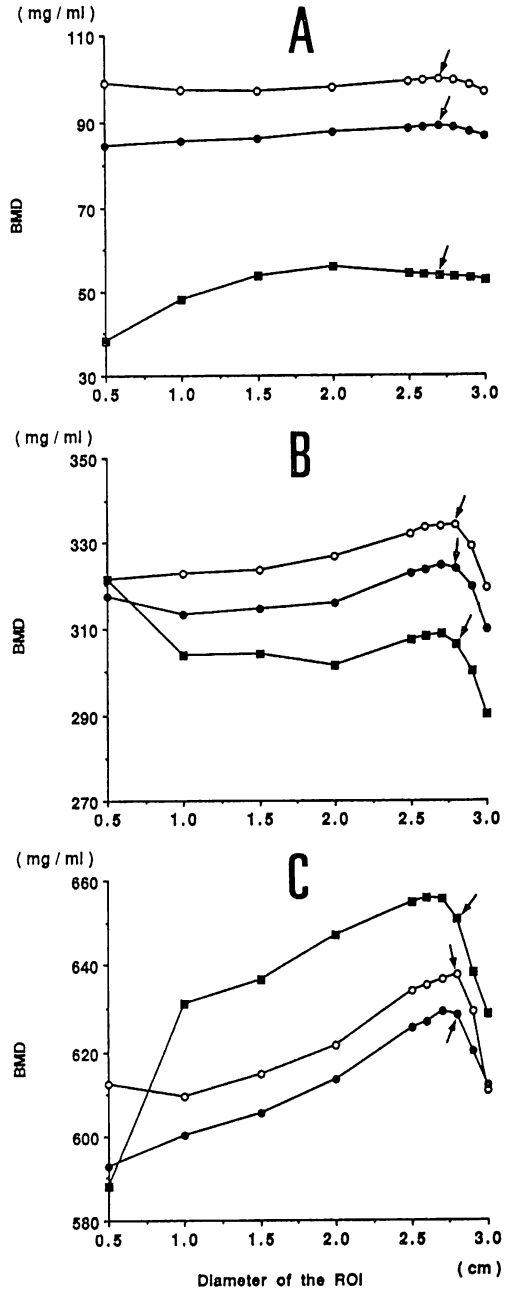 ( mg / ml )
A
110
90
70
50
30
BMD
0.5 1.0 1.5 2.0 2.5 3.0
( mg / ml )
B
350
330
310
290
270
BMD
0.5 1.0 1.5 2.0 2.5 3.0
( mg / ml )
C
660
640
620
600
580
BMD
0.5 1.0 1.5 2.0 2.5 3.0
( cm )
Diameter of the ROI